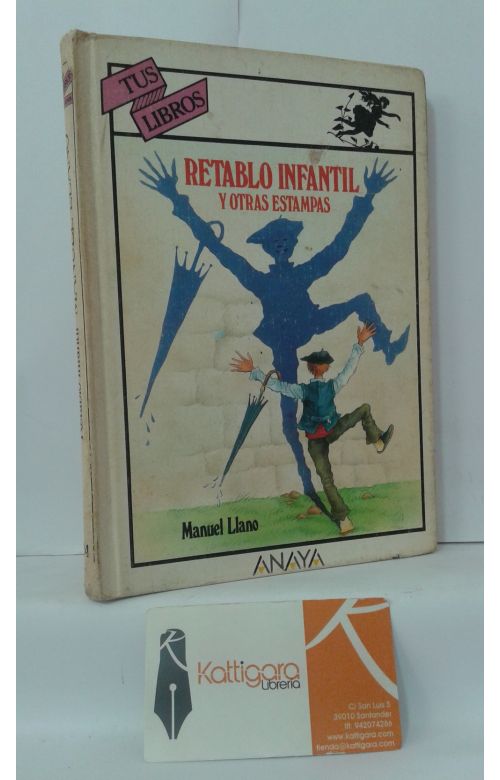 TUS
LIBROS
RETABLO INFANTIL
Y OTRAS ESTAMPAS
Manuel Llano
ANAYA
Kattigara
Librería
C/ San Luis 5
39010 Santander
tlf. 942074286
www.kattigara.com
tienda@kattigara.com